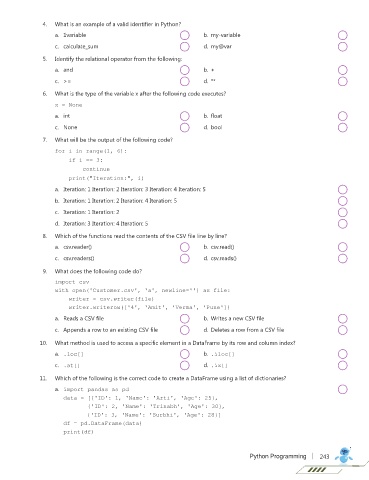 4. What is an example of a valid identifier in Python?
a. 1variable b. my-variable
c. calculate_sum d. my@var
5. Identify the relational operator from the following:
a. and b. +
c. >= d. **
6. What is the type of the variable x after the following code executes?
x = None
a. int b. float
c. None d. bool
7. What will be the output of the following code?
for i in range(1, 6):
if i == 3:
continue
print("Iteration:", i)
a. Iteration: 1 Iteration: 2 Iteration: 3 Iteration: 4 Iteration: 5
b. Iteration: 1 Iteration: 2 Iteration: 4 Iteration: 5
c. Iteration: 1 Iteration: 2
d. Iteration: 3 Iteration: 4 Iteration: 5
8. Which of the functions read the contents of the CSV file line by line?
a. csv.reader() b. csv.read()
c. csv.readers() d. csv.reads()
9. What does the following code do?
import csv
with open('Customer.csv', 'a', newline='') as file:
writer = csv.writer(file)
writer.writerow(['4', 'Amit', 'Verma', 'Pune'])
a. Reads a CSV file b. Writes a new CSV file
c. Appends a row to an existing CSV file d. Deletes a row from a CSV file
10. What method is used to access a specific element in a DataFrame by its row and column index?
a. .loc[] b. .iloc[]
c. .at[] d. .ix[]
11. Which of the following is the correct code to create a DataFrame using a list of dictionaries?
a. import pandas as pd
data = [{'ID': 1, 'Name': 'Arti', 'Age': 25},
{'ID': 2, 'Name': 'Rishabh', 'Age': 30},
{'ID': 3, 'Name': 'Surbhi', 'Age': 28}]
df = pd.DataFrame(data)
print(df)
Python Programming | 243